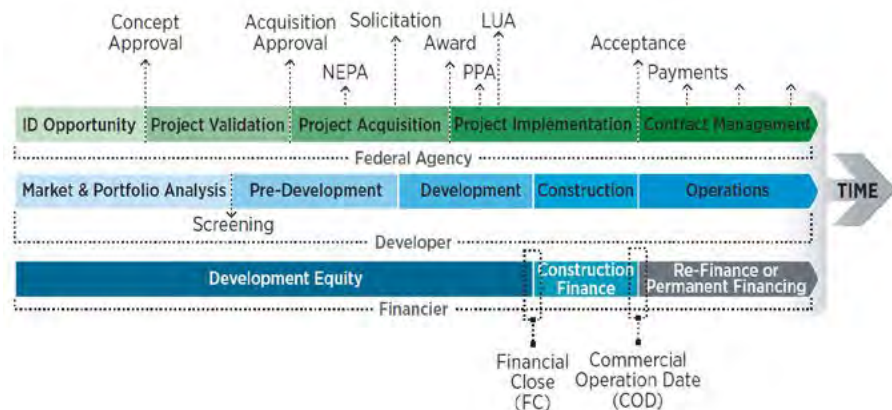 Concept
Approval
Acquisition
Approval
Solicitation
NEPA
Award
LUA
PPA
Acceptance
Payments
ID Opportunity
Project Validation
Project Acquisition
Project Implementation
Contract Management
Federal Agency
Market & Portfolio Analysis
Pre-Development
Development
Construction
Operations
TIME
Screening
Developer
Development Equity
Construction
Finance
Re-Finance or
Permanent Financing
Financier
Financial
Close
(FC)
Commercial
Operation Date
(COD)